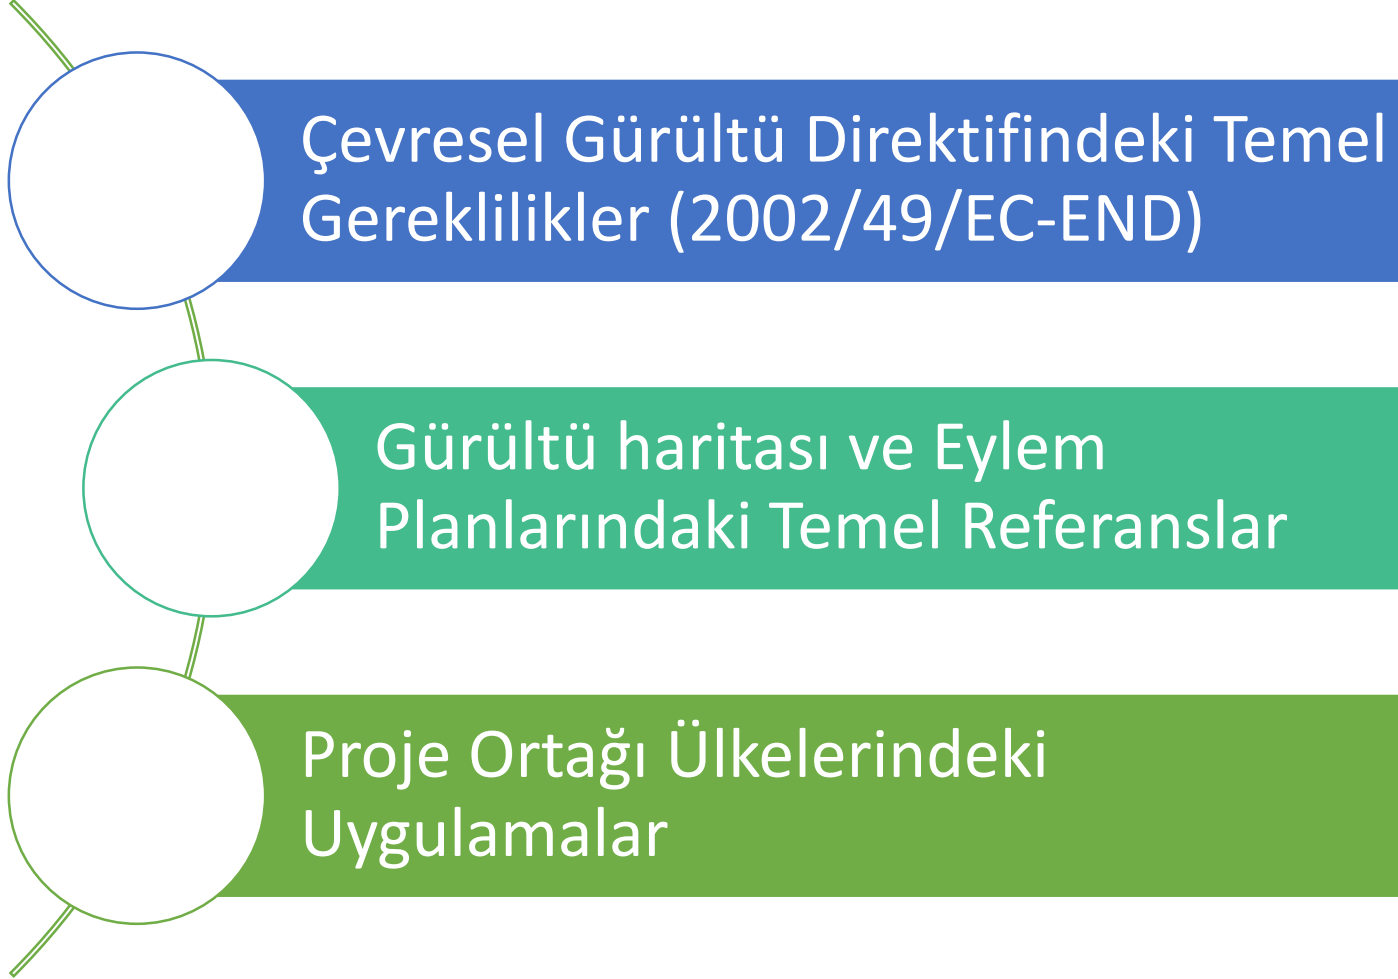 Çevresel Gürültü Direktifindeki Temel
Gereklilikler (2002/49/EC-END)
Gürültü haritası ve Eylem
Planlarındaki Temel Referanslar
Proje Ortağı Ülkelerindeki
Uygulamalar